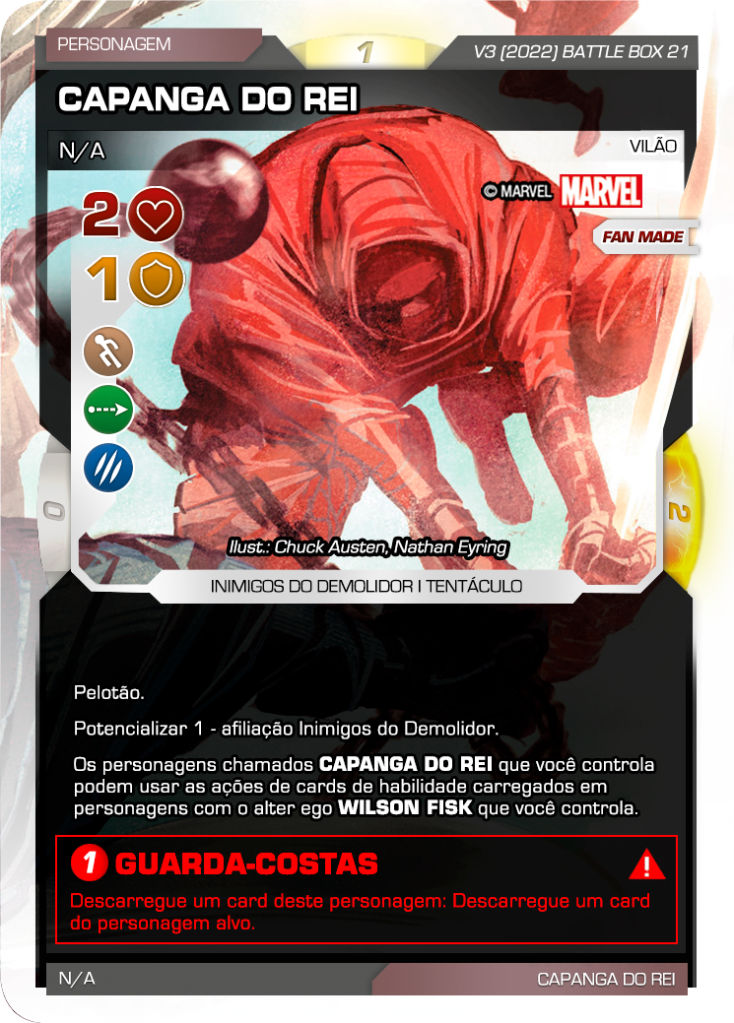 PERSONAGEM
1
V3 (2022) BATTLE BOX 21
CAPANGA DO REI
N/A
VILÃO
2
© MARVEL MARVEL
FAN MADE
1
0
2
Ilust.: Chuck Austen, Nathan Eyring
INIMIGOS DO DEMOLIDOR | TENTÁCULO
Pelotão.
Potencializar 1 - afiliação Inimigos do Demolidor.
Os personagens chamados CAPANGA DO REI que você controla
podem usar as ações de cards de habilidade carregados em
personagens com o alter ego WILSON FISK que você controla.
1 GUARDA-COSTAS
Descarregue um card deste personagem: Descarregue um card
do personagem alvo.
N/A
CAPANGA DO REI